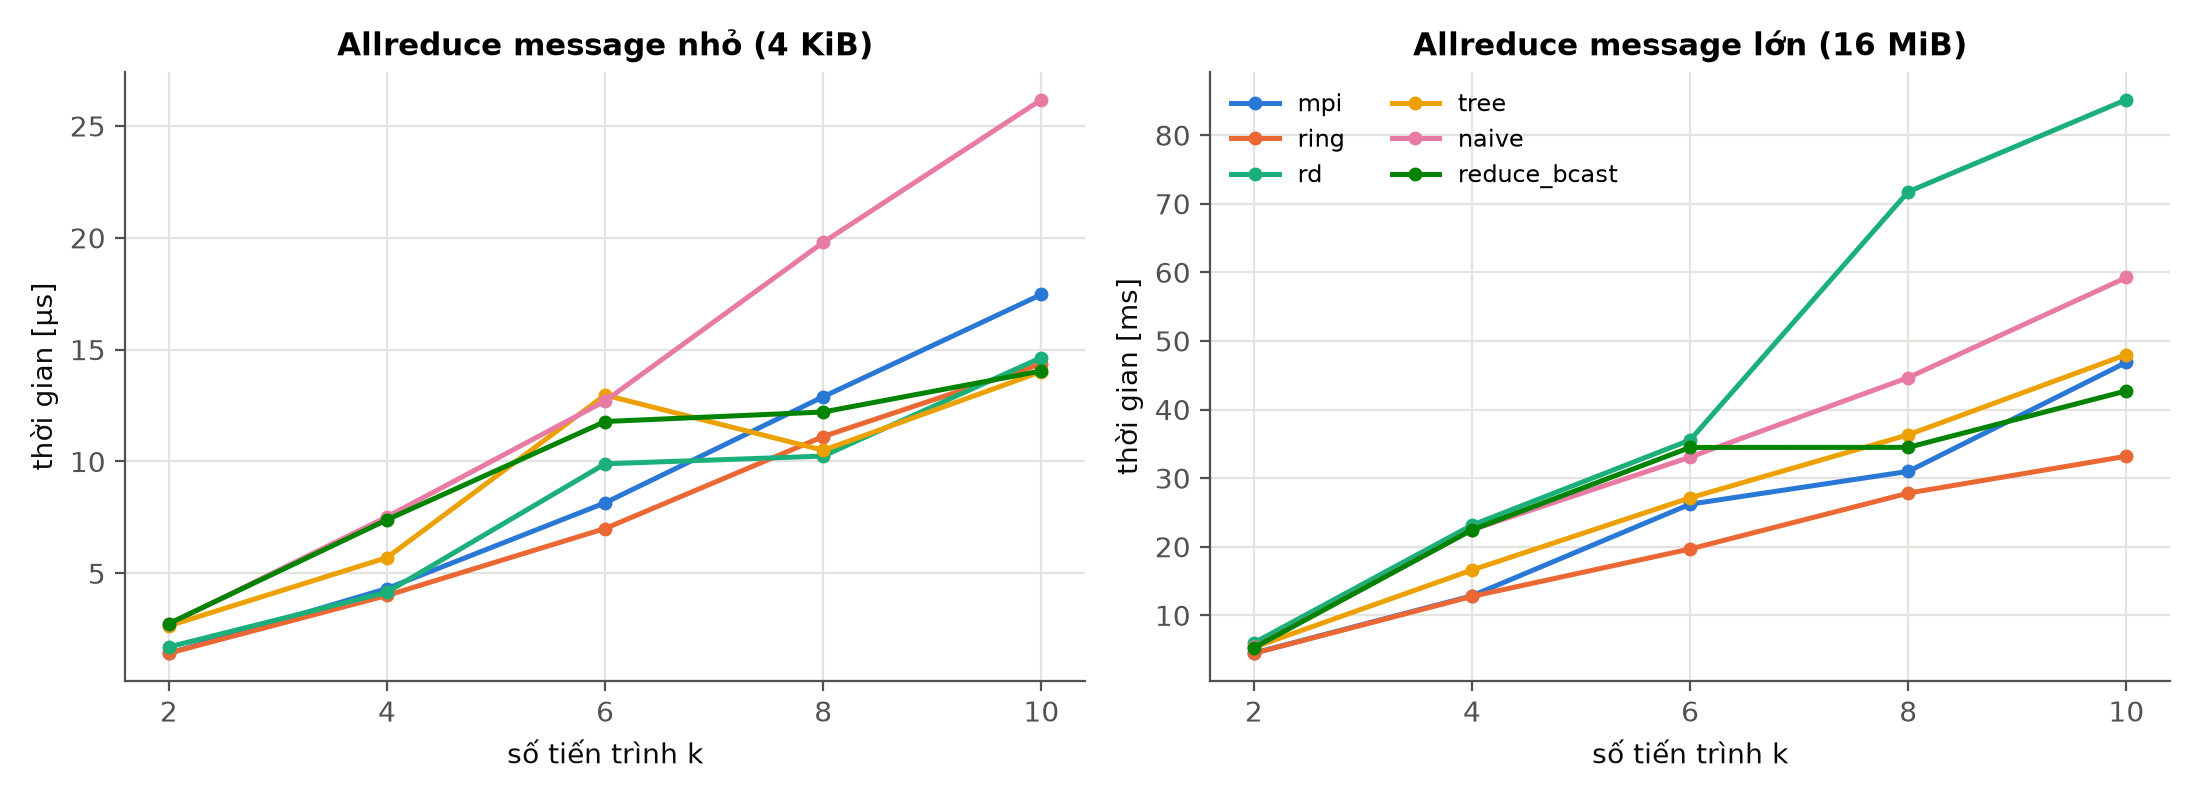 Allreduce message nhỏ (4 KiB)
thời gian [µs]
25
20
15
10
5
2 4 6 8 10
số tiến trình k
Allreduce message lớn (16 MiB)
mpi tree
ring naive
rd reduce_bcast
thời gian [ms]
80
70
60
50
40
30
20
10
2 4 6 8 10
số tiến trình k